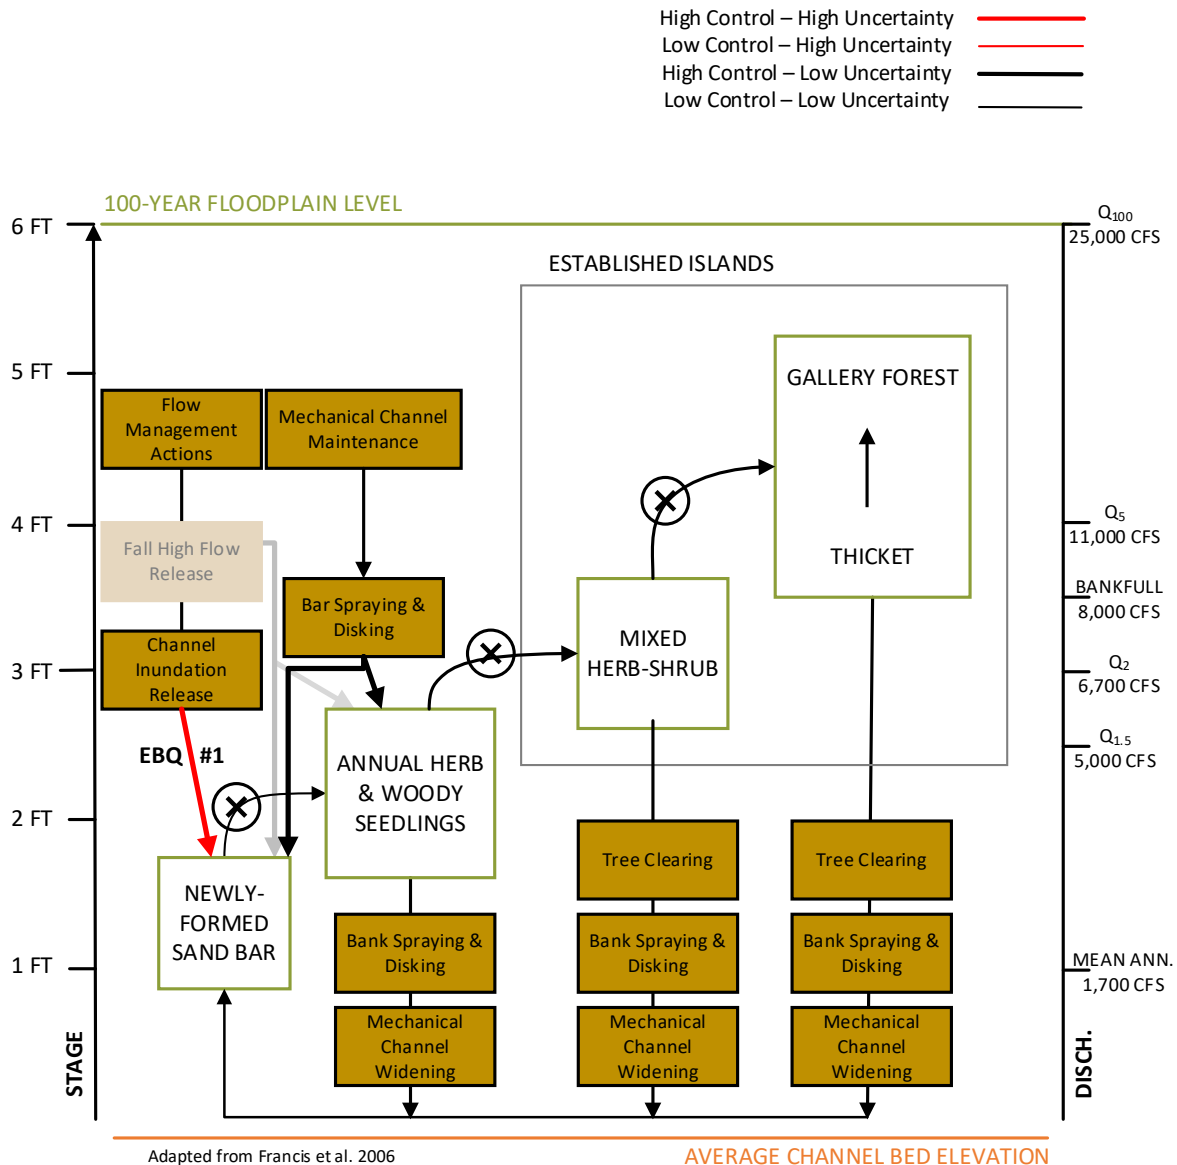 High Control – High Uncertainty
Low Control – High Uncertainty
High Control – Low Uncertainty
Low Control – Low Uncertainty
100-YEAR FLOODPLAIN LEVEL
6 FT
Q100
25,000 CFS
ESTABLISHED ISLANDS
5 FT
GALLERY FOREST
THICKET
Flow
Management
Actions
Mechanical Channel
Maintenance
4 FT
Q5
11,000 CFS
Fall High Flow
Release
Bar Spraying &
Disking
BANKFULL
8,000 CFS
Channel
Inundation
Release
MIXED
HERB-SHRUB
3 FT
Q2
6,700 CFS
EBQ #1
Q1.5
5,000 CFS
ANNUAL HERB
& WOODY
SEEDLINGS
2 FT
NEWLY-
FORMED
SAND BAR
Tree Clearing
Tree Clearing
Bank Spraying &
Disking
Bank Spraying &
Disking
Bank Spraying &
Disking
1 FT
MEAN ANN.
1,700 CFS
Mechanical
Channel
Widening
Mechanical
Channel
Widening
Mechanical
Channel
Widening
STAGE
DISCH.
Adapted from Francis et al. 2006
AVERAGE CHANNEL BED ELEVATION